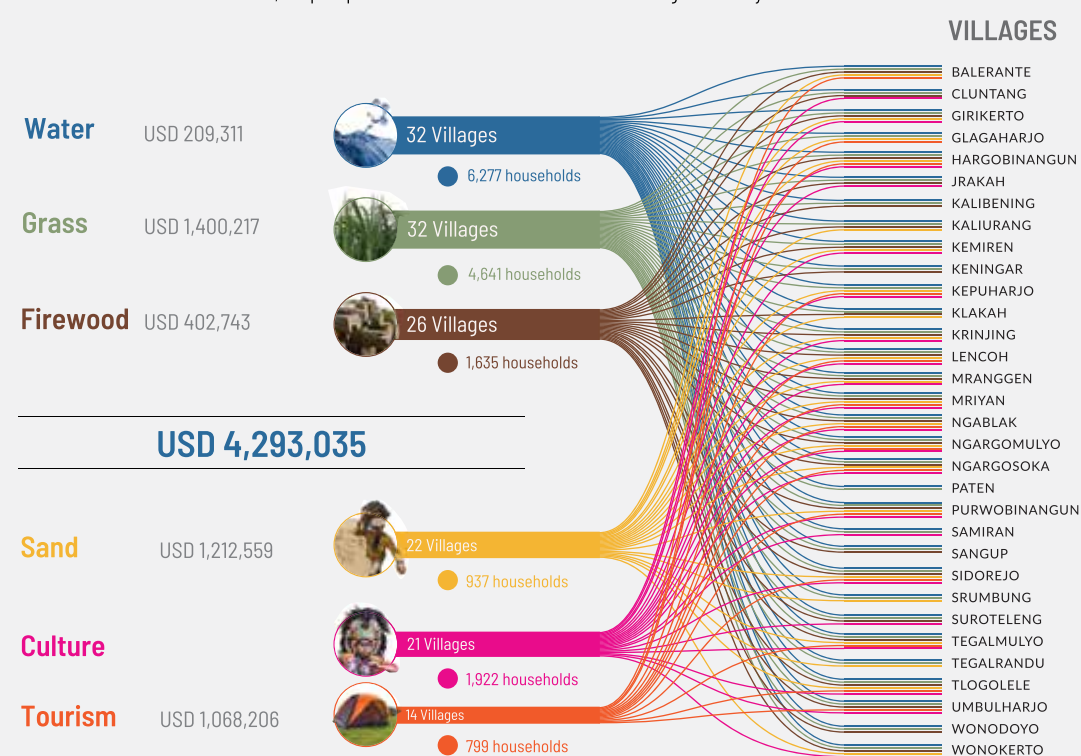 VILLAGES
Water
USD 209,311
32 Villages
6,277 households
Grass
USD 1,400,217
32 Villages
4,641 households
Firewood
USD 402,743
26 Villages
1,635 households
USD 4,293,035
Sand
USD 1,212,559
22 Villages
937 households
Culture
21 Villages
1,922 households
Tourism
USD 1,068,206
14 Villages
799 households
BALERANTE
CLUNTANG
GIRIKERTO
GLAGAHARJO
HARGOBINANGUN
JRAKAH
KALIBENING
KALIURANG
KEMIREN
KENINGAR
KEPUHARJO
KLAKAH
KRINJING
LENCOH
MRANGGEN
MRIYAN
NGABLAK
NGARGOMULYO
NGARGOSOKA
PATEN
PURWOBINANGUN
SAMIRAN
SANGUP
SIDOREJO
SRUMBUNG
SUROTELENG
TEGALMULYO
TEGALRANDU
TLOGOLELE
UMBULHARJO
WONODOYO
WONOKERTO